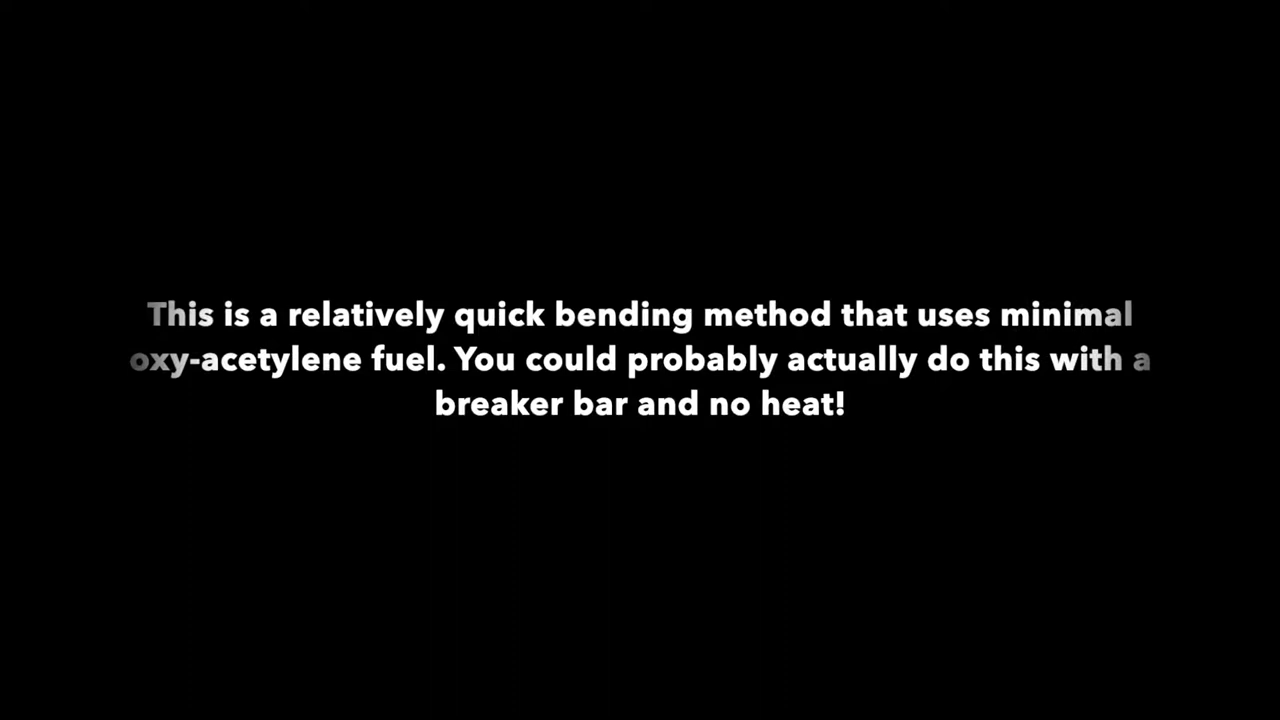 This is a relatively quick bending method that uses minimal
oxy-acetylene fuel. You could probably actually do this with a
breaker bar and no heat!